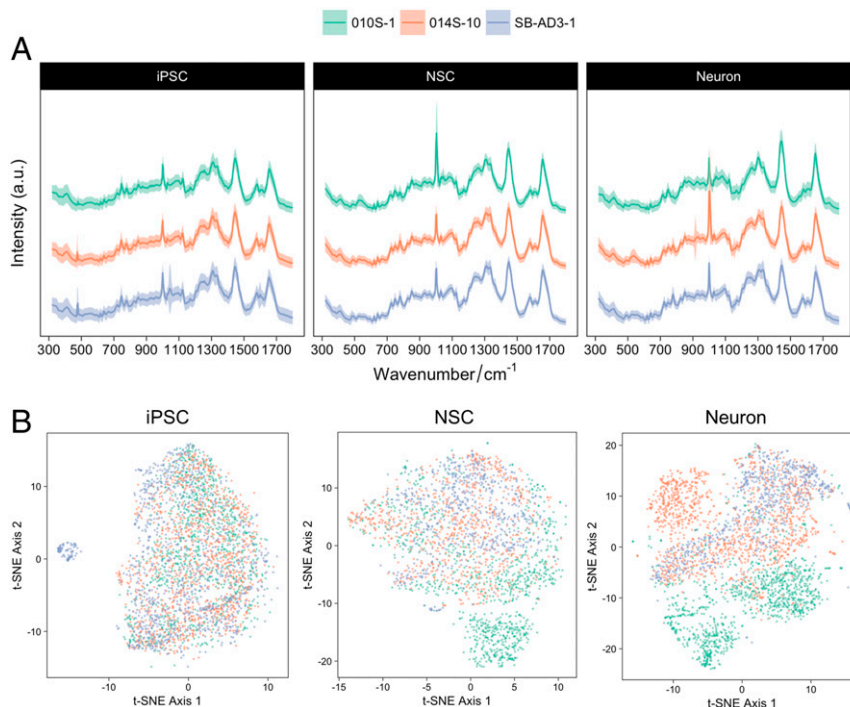 010S-1 014S-10 SB-AD3-1
A
iPSC NSC Neuron
Intensity (a.u.)
300 500 700 900 1100 1300 1500 1700 300 500 700 900 1100 1300 1500 1700 300 500 700 900 1100 1300 1500 1700
Wavenumber/cm⁻¹
B
iPSC NSC Neuron
t-SNE Axis 2
10
0
-10
-10 0 10
t-SNE Axis 1
t-SNE Axis 2
10
0
-10
-20
-15 -10 -5 0 5 10
t-SNE Axis 1
t-SNE Axis 2
20
10
0
-10
-20
-10 0 10
t-SNE Axis 1